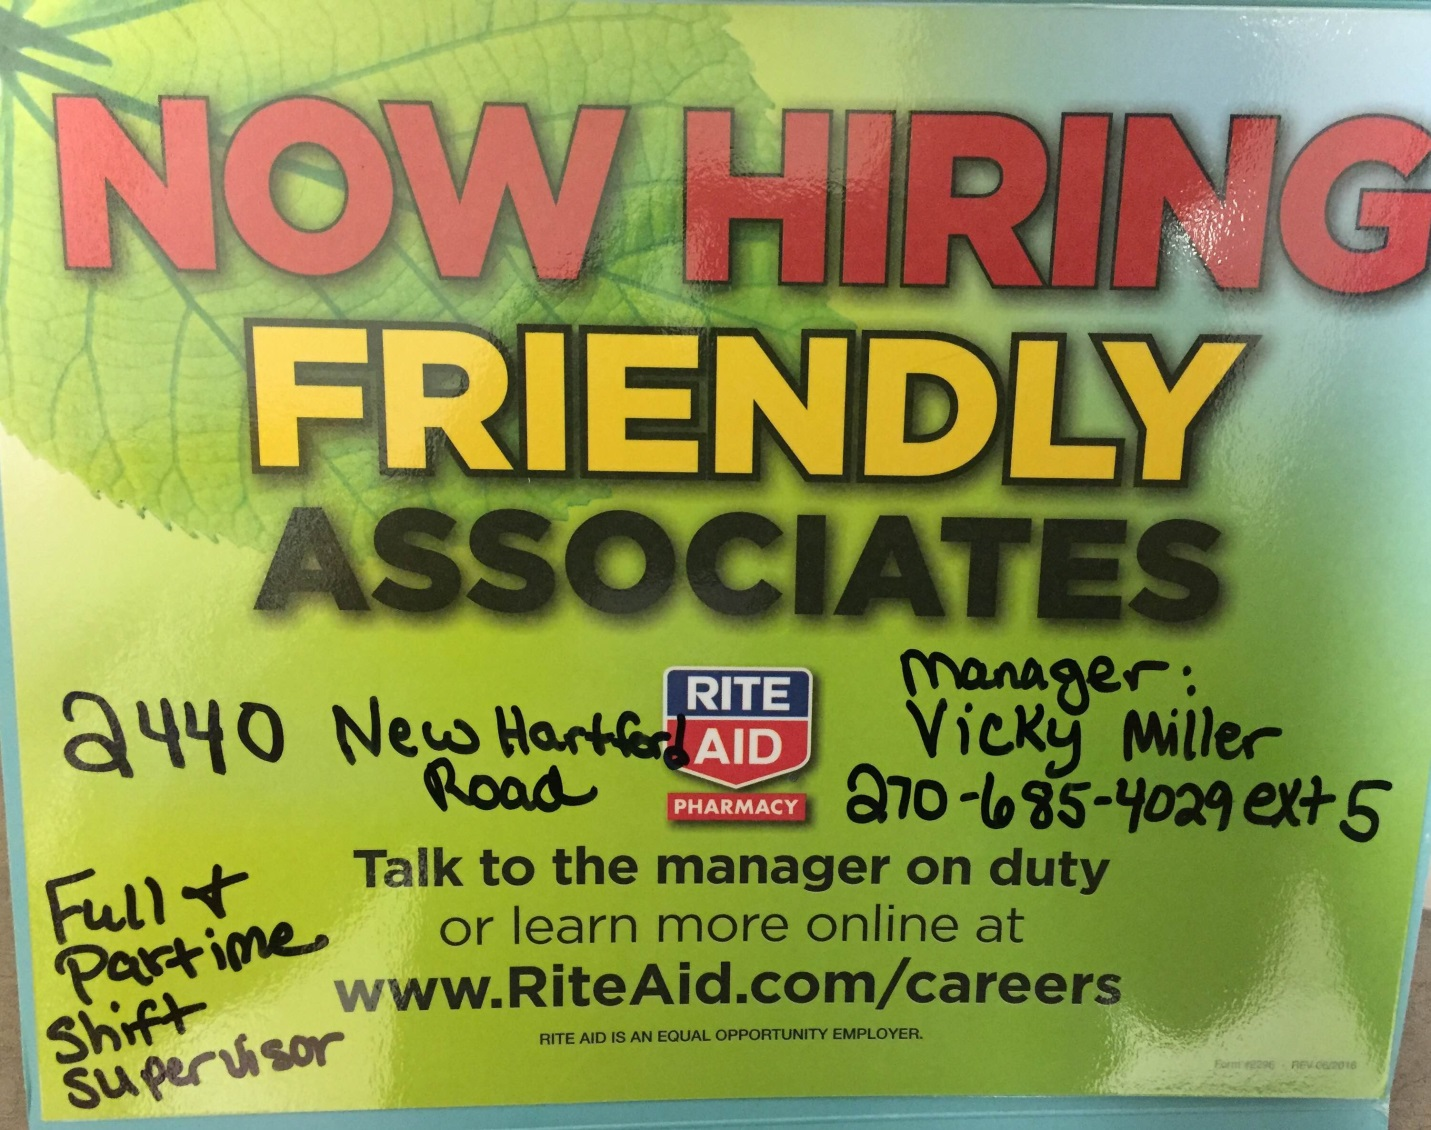 NOW HIRING
FRIENDLY
ASSOCIATES
2440 New Hartford
Road
RITE
AID
PHARMACY
Manager:
Vicky Miller
270-685-4029 ext 5
Full +
Partime
Shift
supervisor
Talk to the manager on duty
or learn more online at
www.RiteAid.com/careers
RITE AID IS AN EQUAL OPPORTUNITY EMPLOYER.